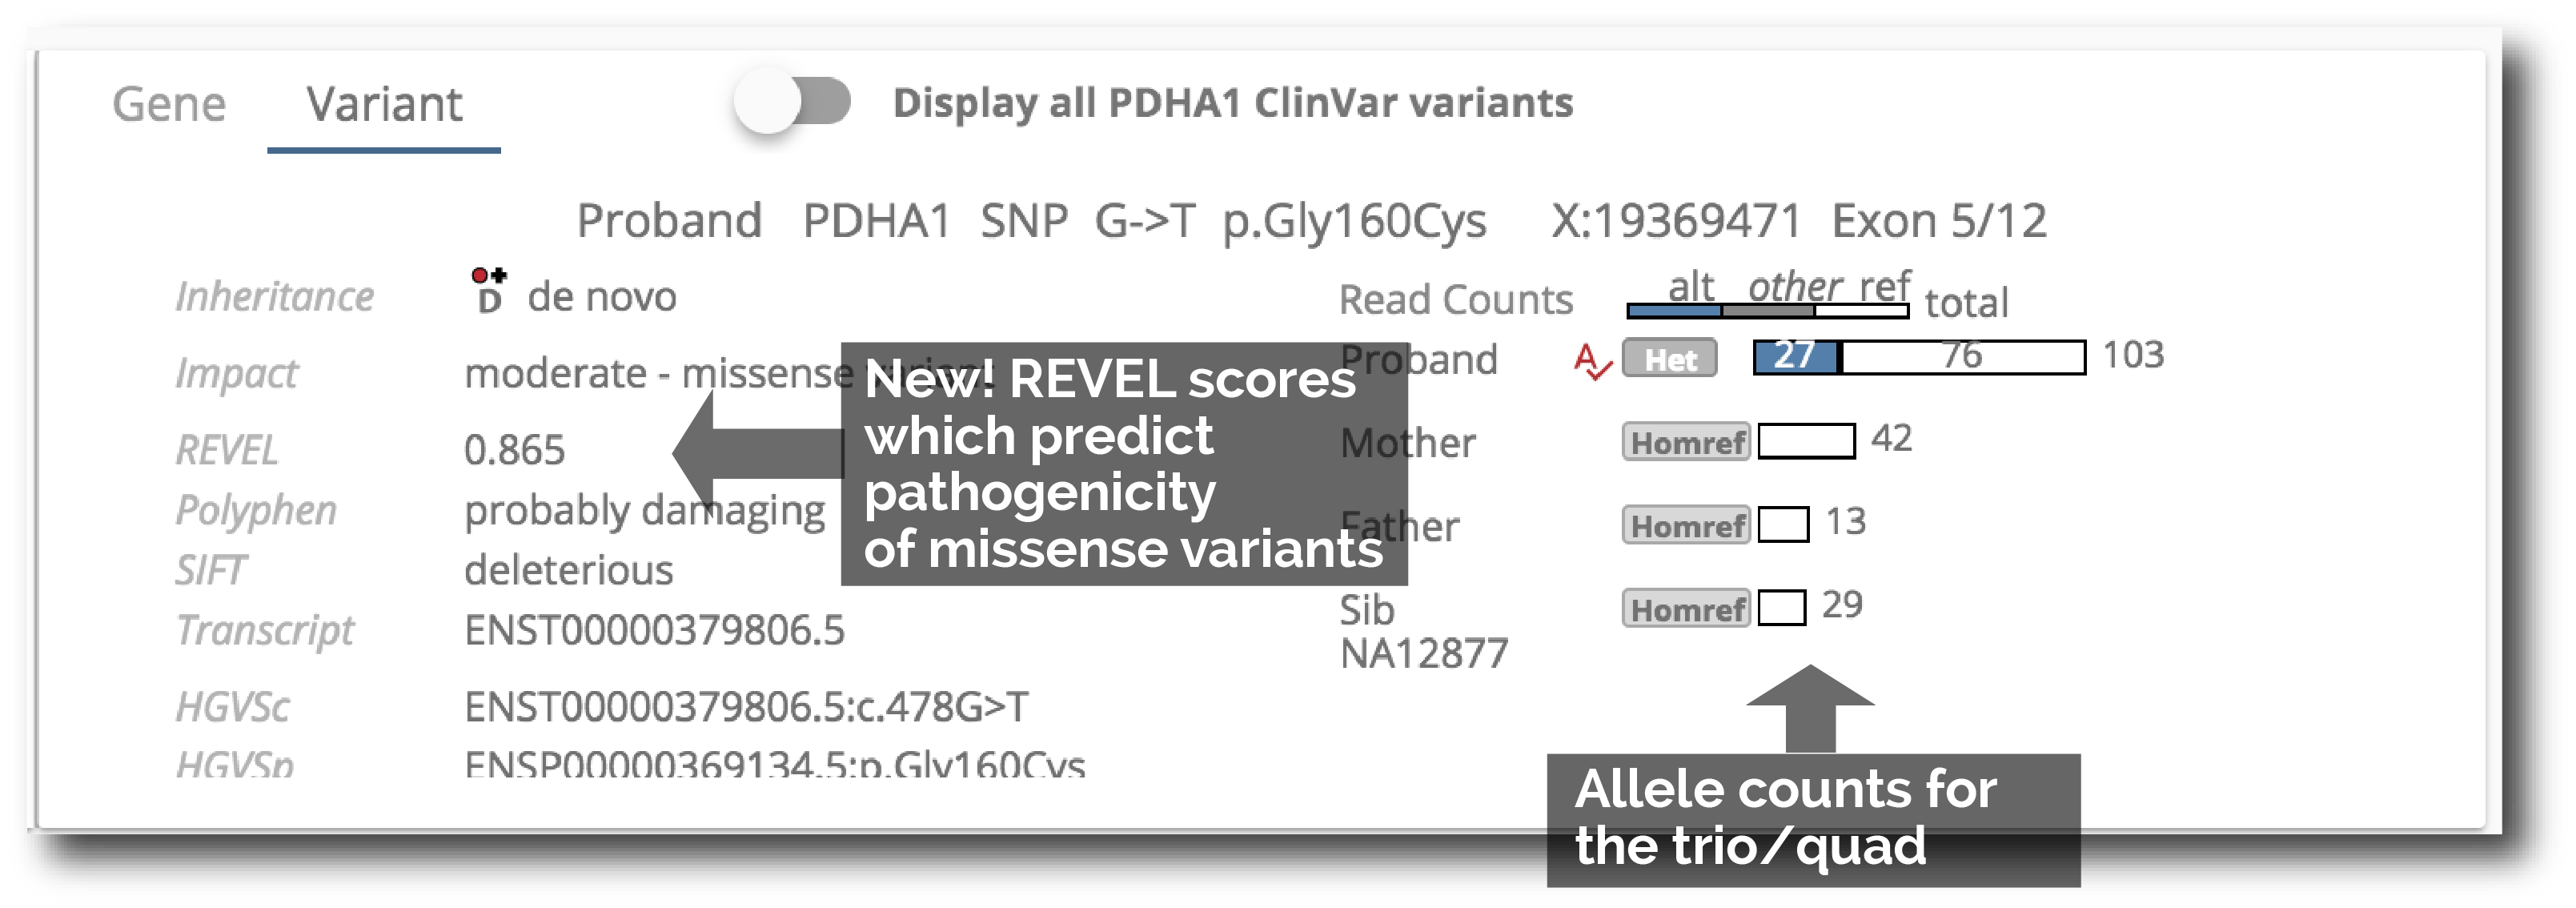 Gene Variant Display all PDHA1 ClinVar variants
Proband PDHA1 SNP G->T p.Gly160Cys X:19369471 Exon 5/12
Inheritance D de novo
Impact moderate - missense variant
REVEL 0.865
Polyphen probably damaging
SIFT deleterious
Transcript ENST00000379806.5
HGVSc ENST00000379806.5:c.478G>T
HGVSp ENSP00000369134.5:p.Gly160Cys
New! REVEL scores
which predict
pathogenicity
of missense variants
Read Counts alt other ref total
Proband A Het 27 76 103
Mother Homref 42
Father Homref 13
Sib Homref 29
NA12877
Allele counts for
the trio/quad